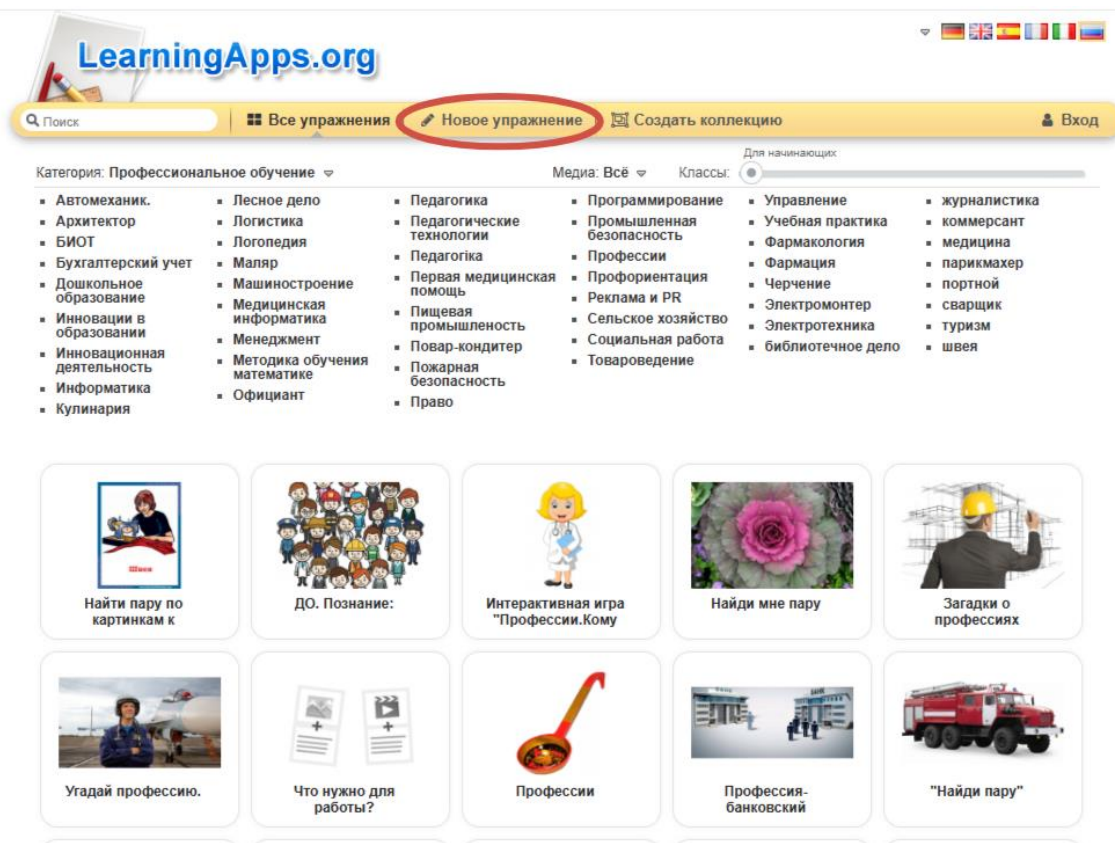 LearningApps.org
Поиск
Все упражнения
Новое упражнение
Создать коллекцию
Вход
Категория: Профессиональное обучение
Медиа: Всё
Классы:
Для начинающих
Автомеханик.
Архитектор
БИОТ
Бухгалтерский учет
Дошкольное
образование
Инновации в
образовании
Инновационная
деятельность
Информатика
Кулинария
Лесное дело
Логистика
Логопедия
Маляр
Машиностроение
Медицинская
информатика
Менеджмент
Методика обучения
математике
Официант
Педагогика
Педагогические
технологии
Педагогіка
Первая медицинская
помощь
Пищевая
промышленость
Повар-кондитер
Пожарная
безопасность
Право
Программирование
Промышленная
безопасность
Профессии
Профориентация
Реклама и PR
Сельское хозяйство
Социальная работа
Товароведение
Управление
Учебная практика
Фармакология
Фармация
Черчение
Электромонтер
Электротехника
библиотечное дело
журналистика
коммерсант
медицина
парикмахер
портной
сварщик
туризм
швея
Швея
Найти пару по
картинкам к
ДО. Познание:
Интерактивная игра
"Профессии.Кому
Найди мне пару
Загадки о
профессиях
Угадай профессию.
Что нужно для
работы?
Профессии
Профессия-
банковский
"Найди пару"